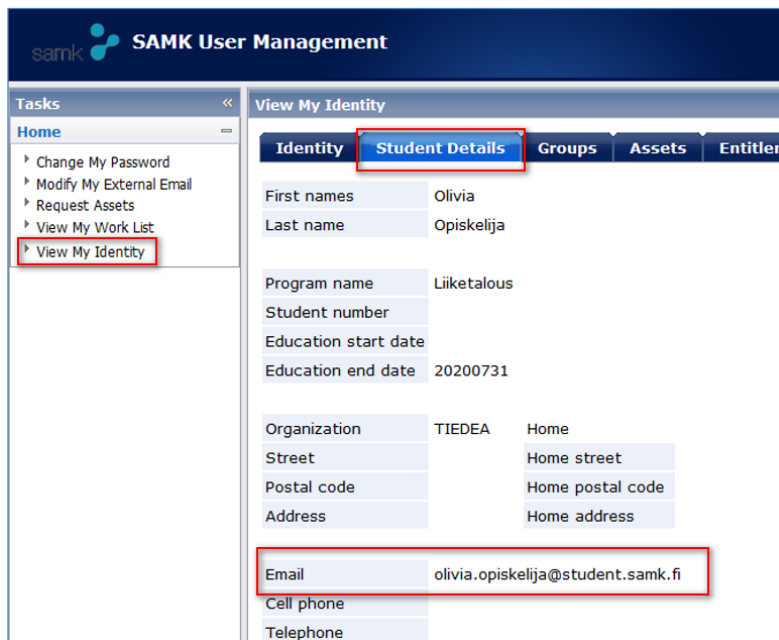 samk SAMK User Management
Tasks «
Home
Change My Password
Modify My External Email
Request Assets
View My Work List
View My Identity
View My Identity
Identity Student Details Groups Assets
First names Olivia
Last name Opiskelija
Program name Liiketalous
Student number
Education start date
Education end date 20200731
Organization TIEDEA Home
Street Home street
Postal code Home postal code
Address Home address
Email olivia.opiskelija@student.samk.fi
Cell phone
Telephone